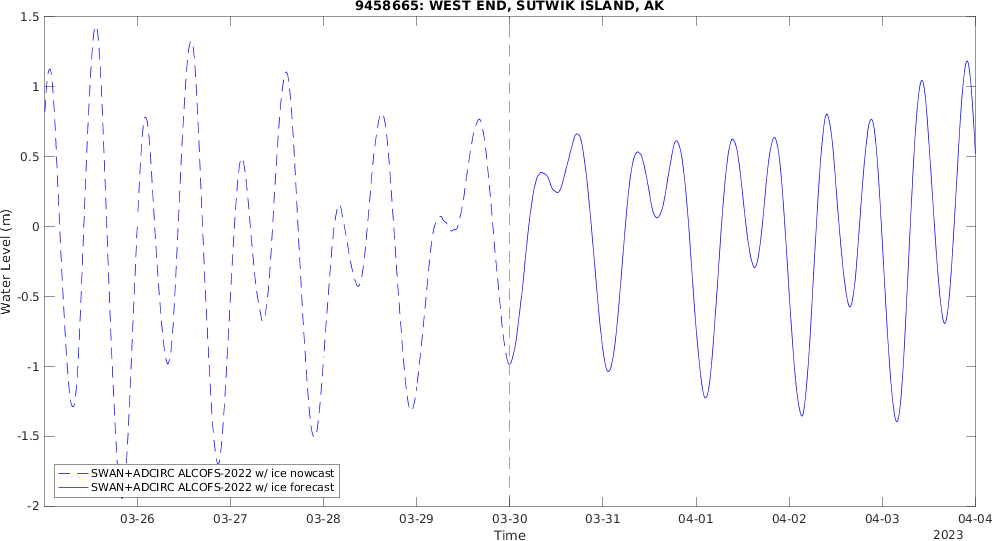 9458665: WEST END, SUTWIK ISLAND, AK
1.5
1
0.5
0
-0.5
-1
-1.5
-2
Water Level (m)
SWAN+ADCIRC ALCOFS-2022 w/ ice nowcast
SWAN+ADCIRC ALCOFS-2022 w/ ice forecast
03-26 03-27 03-28 03-29 03-30 03-31 04-01 04-02 04-03 04-04
Time
2023